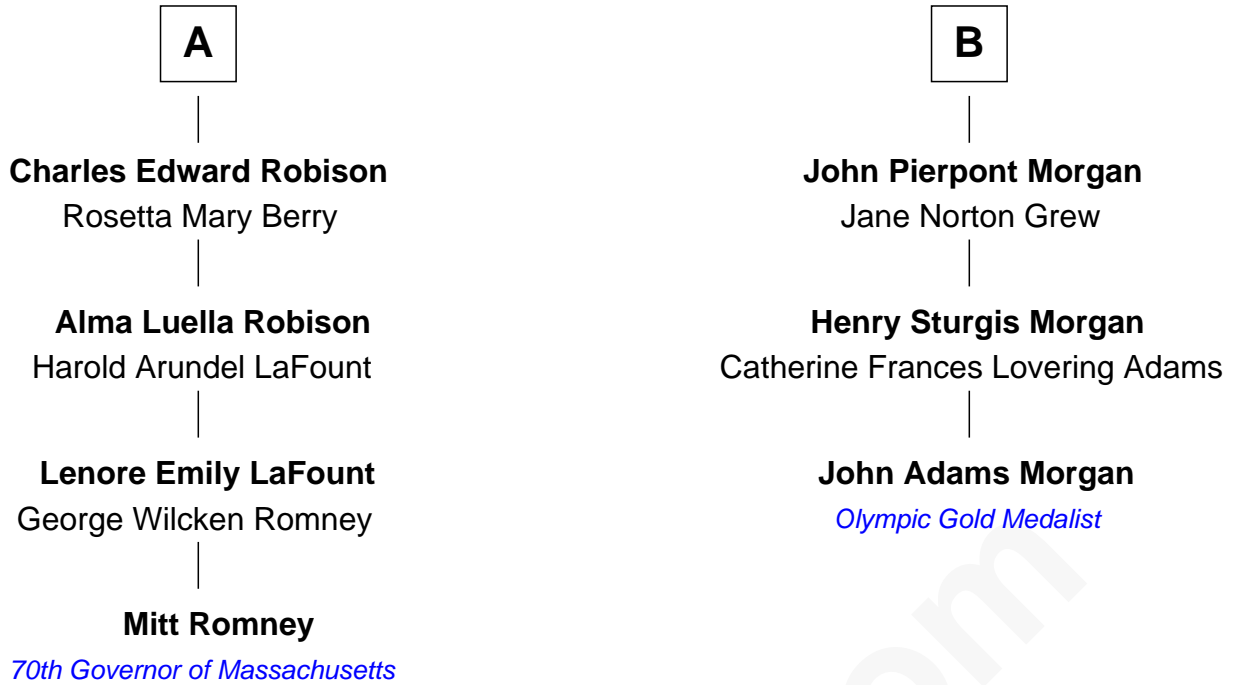 A
Charles Edward Robison
Rosetta Mary Berry
Alma Luella Robison
Harold Arundel LaFount
Lenore Emily LaFount
George Wilcken Romney
Mitt Romney
70th Governor of Massachusetts
B
John Pierpont Morgan
Jane Norton Grew
Henry Sturgis Morgan
Catherine Frances Lovering Adams
John Adams Morgan
Olympic Gold Medalist
om